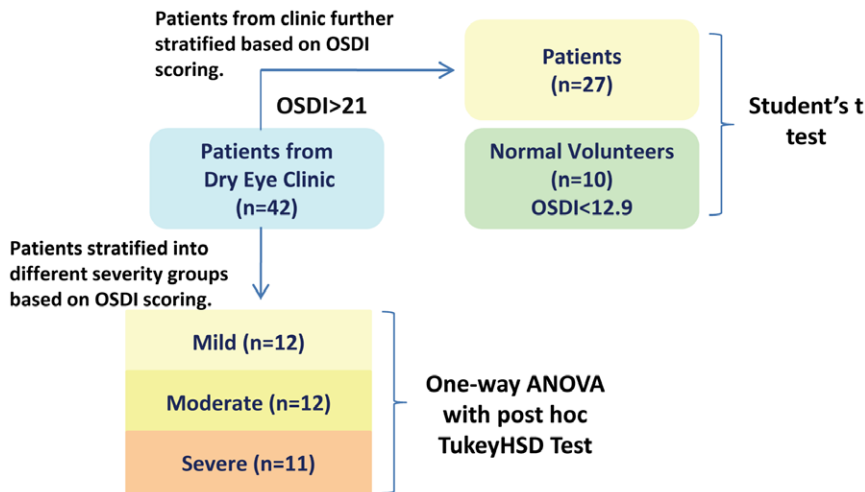 Patients from clinic further
stratified based on OSDI
scoring.
OSDI>21
Patients
(n=27)
Student's t
test
Patients from
Dry Eye Clinic
(n=42)
Normal Volunteers
(n=10)
OSDI<12.9
Patients stratified into
different severity groups
based on OSDI scoring.
Mild (n=12)
Moderate (n=12)
Severe (n=11)
One-way ANOVA
with post hoc
TukeyHSD Test